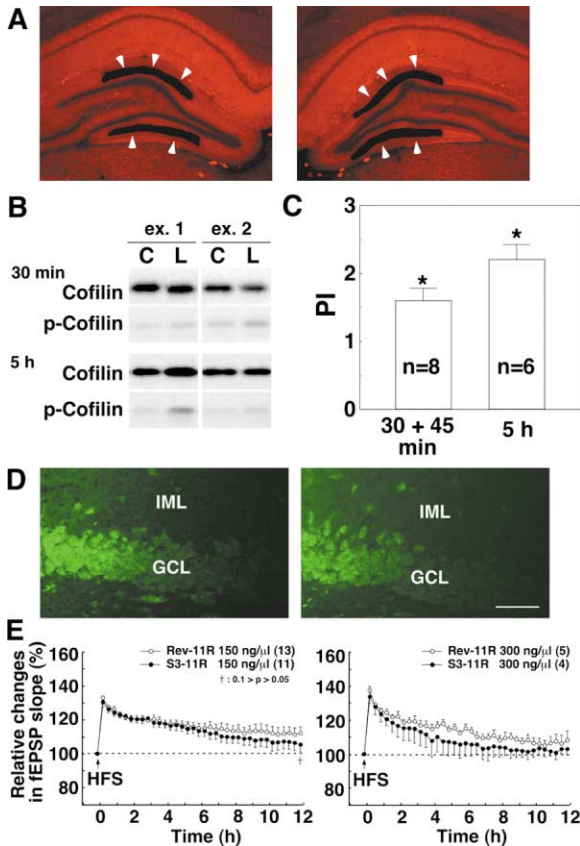 A
B
ex. 1 ex. 2
C L C L
30 min
Cofilin
p-Cofilin
5 h
Cofilin
p-Cofilin
C
3
2
1
0
PI
* *
n=8 n=6
30 + 45 min
5 h
D
IML
GCL
IML
GCL
E
Relative changes in fEPSP slope (%)
140
120
100
80
Rev-11R 150 ng/μl (13)
S3-11R 150 ng/μl (11)
† : 0.1 > p > 0.05
†
HFS
0 2 4 6 8 10 12
Time (h)
140
120
100
80
Rev-11R 300 ng/μl (5)
S3-11R 300 ng/μl (4)
HFS
0 2 4 6 8 10 12
Time (h)